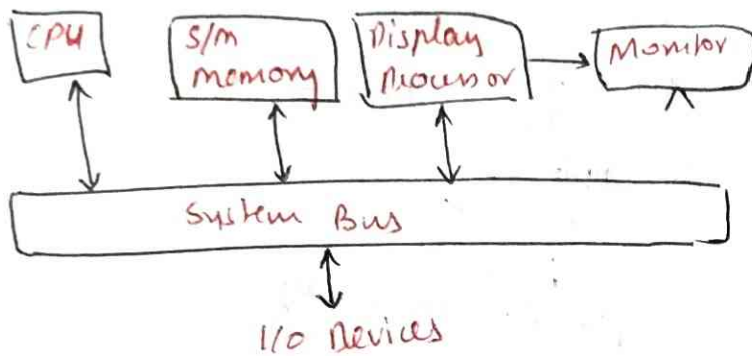 CPU
S/m
memory
Display
Processor
Monitor
System Bus
I/O Devices